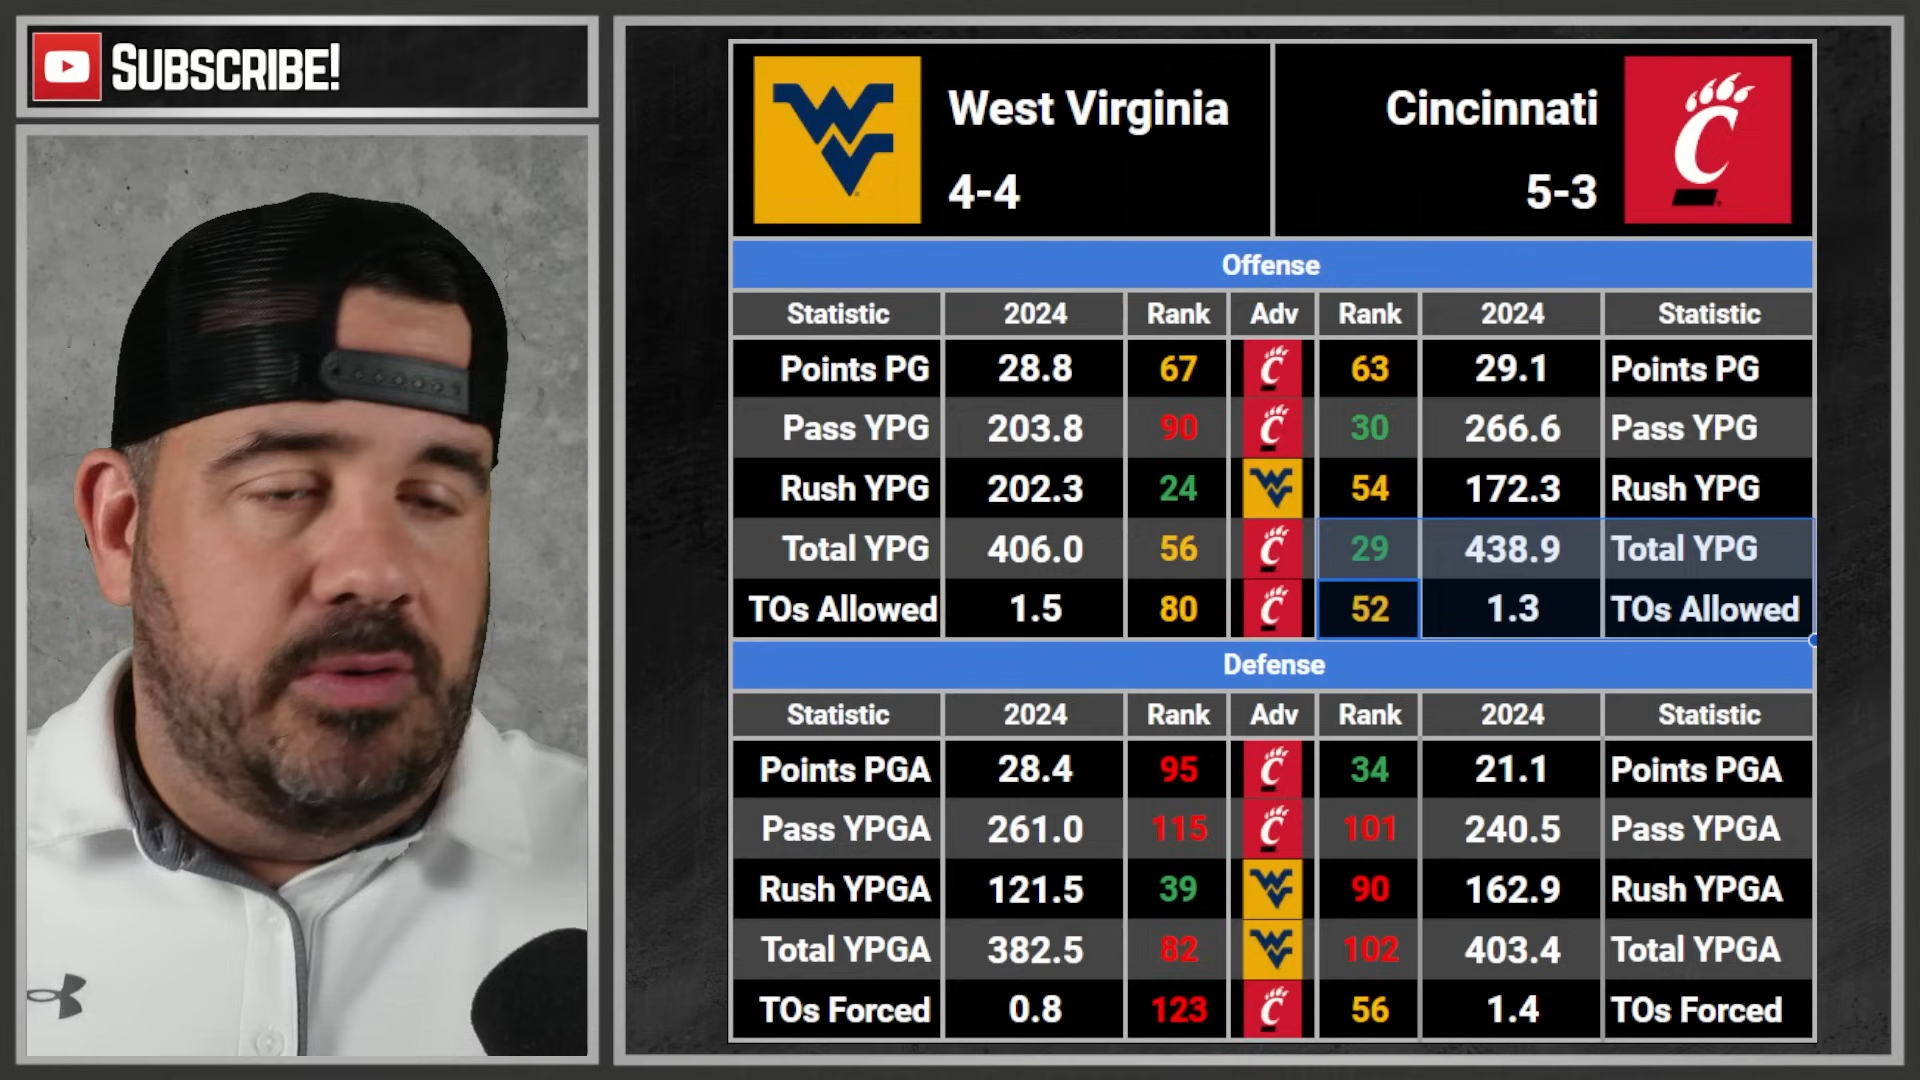 SUBSCRIBE!
West Virginia
4-4
Cincinnati
5-3
Offense
Statistic 2024 Rank Adv Rank 2024 Statistic
Points PG 28.8 67 C 63 29.1 Points PG
Pass YPG 203.8 90 C 30 266.6 Pass YPG
Rush YPG 202.3 24 WV 54 172.3 Rush YPG
Total YPG 406.0 56 C 29 438.9 Total YPG
TOs Allowed 1.5 80 C 52 1.3 TOs Allowed
Defense
Statistic 2024 Rank Adv Rank 2024 Statistic
Points PGA 28.4 95 C 34 21.1 Points PGA
Pass YPGA 261.0 115 C 101 240.5 Pass YPGA
Rush YPGA 121.5 39 WV 90 162.9 Rush YPGA
Total YPGA 382.5 82 WV 102 403.4 Total YPGA
TOs Forced 0.8 123 C 56 1.4 TOs Forced